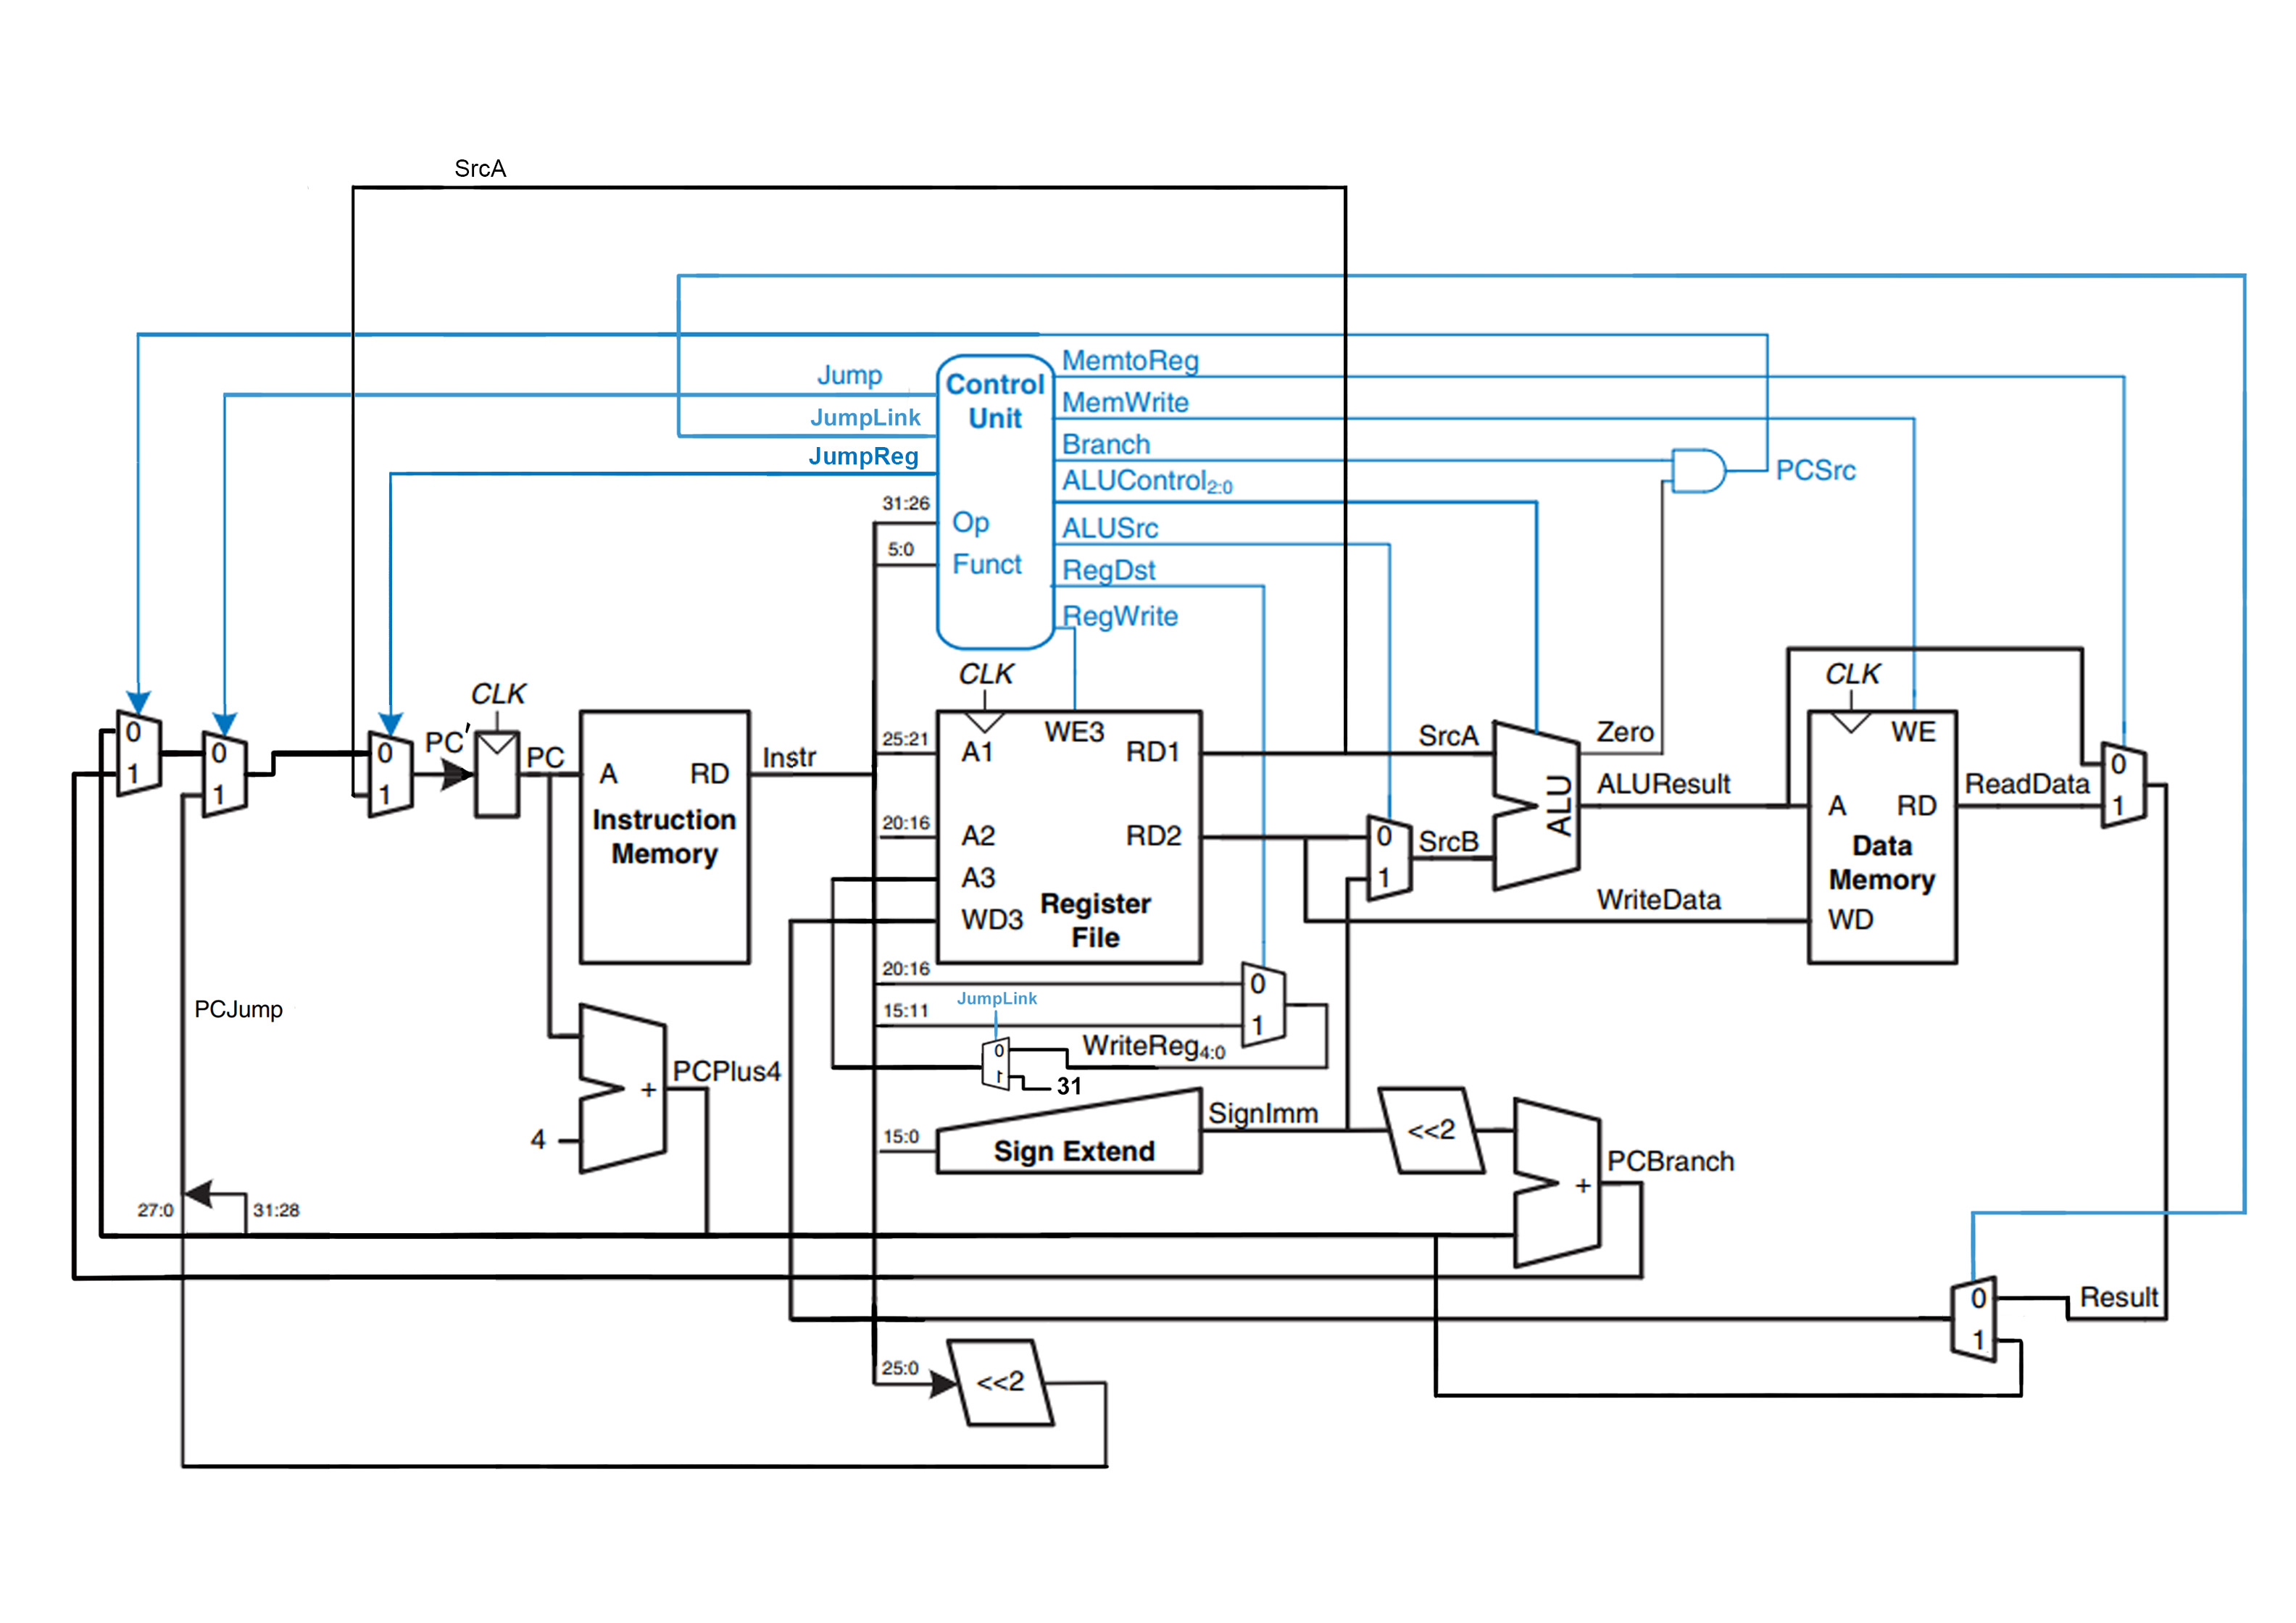 SrcA
MemtoReg
Jump
Control
Unit
MemWrite
JumpLink
Branch
JumpReg
PCSrc
ALUControl2:0
31:26
Op
ALUSrc
5:0
Funct
RegDst
RegWrite
CLK
CLK
CLK
0
1
0
1
0
1
PC'
PC
A
RD
Instruction
Memory
Instr
25:21
A1
WE3
RD1
20:16
A2
RD2
A3
WD3
Register
File
SrcA
0
1
SrcB
ALU
Zero
ALUResult
WriteData
WE
A
RD
Data
Memory
WD
ReadData
0
1
20:16
0
JumpLink
15:11
1
PCJump
0
1
WriteReg4:0
31
PCPlus4
+
4
15:0
Sign Extend
SignImm
<<2
+
PCBranch
27:0
31:28
0
1
Result
25:0
<<2